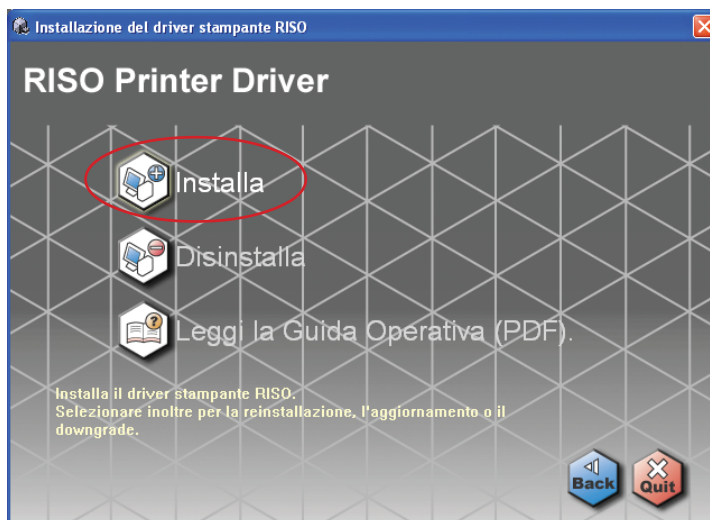 Installazione del driver stampante RISO
RISO Printer Driver
Installa
Disinstalla
Leggi la Guida Operativa (PDF).
Installa il driver stampante RISO.
Selezionare inoltre per la reinstallazione, l'aggiornamento o il
downgrade.
Back
Quit